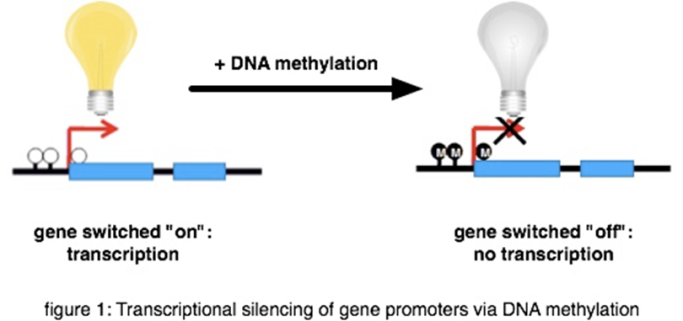 + DNA methylation
M M M
gene switched "on":
transcription
gene switched "off":
no transcription
figure 1: Transcriptional silencing of gene promoters via DNA methylation